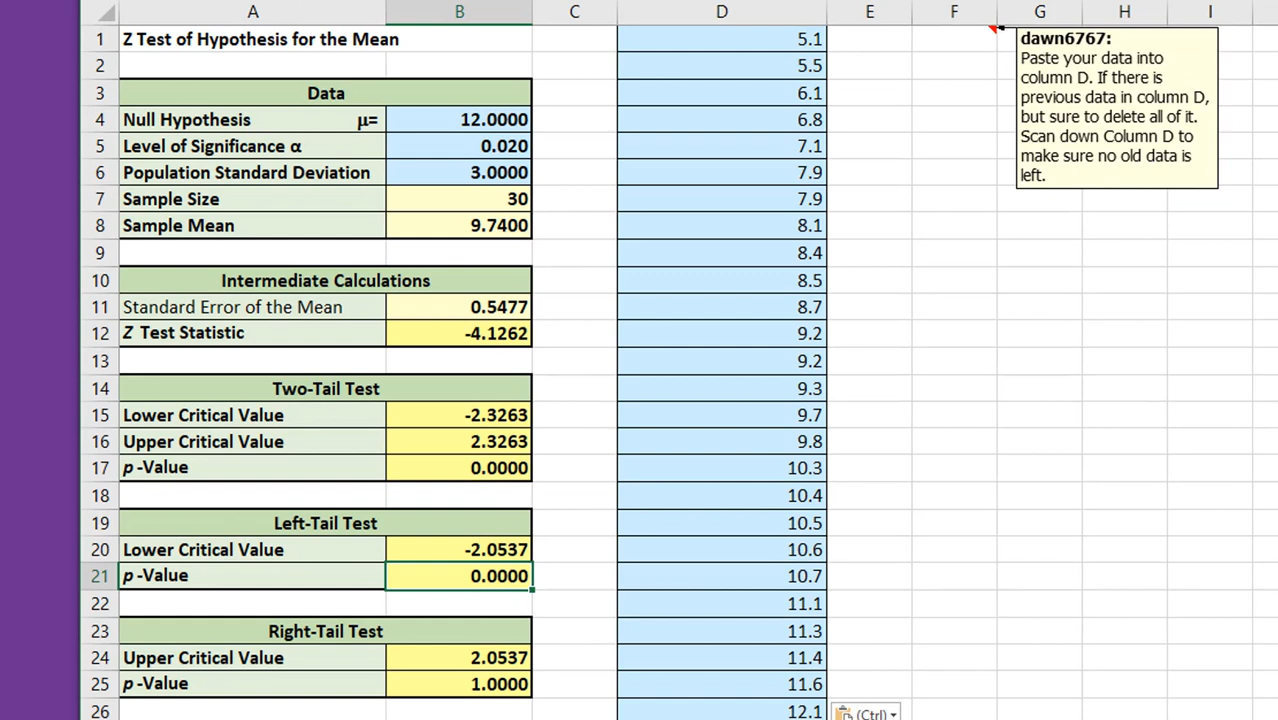 A B C D E F G H I
1 Z Test of Hypothesis for the Mean 5.1
2 5.5
3 Data 6.1
4 Null Hypothesis μ= 12.0000 6.8
5 Level of Significance α 0.020 7.1
6 Population Standard Deviation 3.0000 7.9
7 Sample Size 30 7.9
8 Sample Mean 9.7400 8.1
9 8.4
10 Intermediate Calculations 8.5
11 Standard Error of the Mean 0.5477 8.7
12 Z Test Statistic -4.1262 9.2
13 9.2
14 Two-Tail Test 9.3
15 Lower Critical Value -2.3263 9.7
16 Upper Critical Value 2.3263 9.8
17 p -Value 0.0000 10.3
18 10.4
19 Left-Tail Test 10.5
20 Lower Critical Value -2.0537 10.6
21 p -Value 0.0000 10.7
22 11.1
23 Right-Tail Test 11.3
24 Upper Critical Value 2.0537 11.4
25 p -Value 1.0000 11.6
26 12.1
(Ctrl)
dawn6767:
Paste your data into
column D. If there is
previous data in column D,
but sure to delete all of it.
Scan down Column D to
make sure no old data is
left.